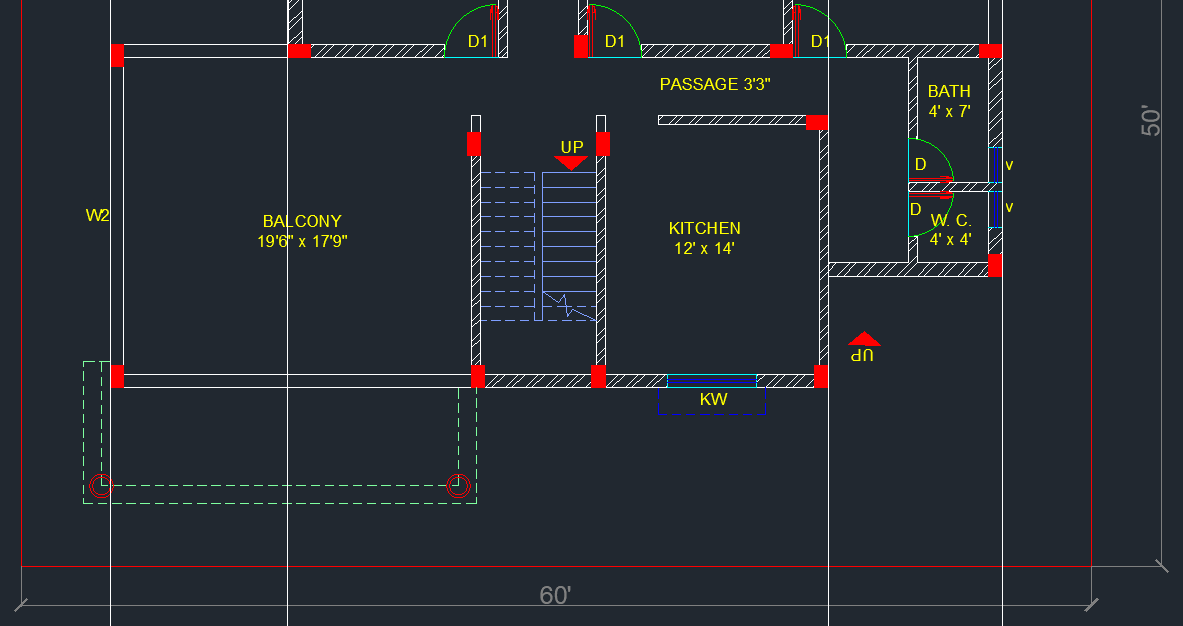 D1
D1
D1
PASSAGE 3'3"
BATH
4' x 7'
50'
UP
D
v
W2
BALCONY
19'6" x 17'9"
KITCHEN
12' x 14'
D
v
W. C.
4' x 4'
UP
KW
60'